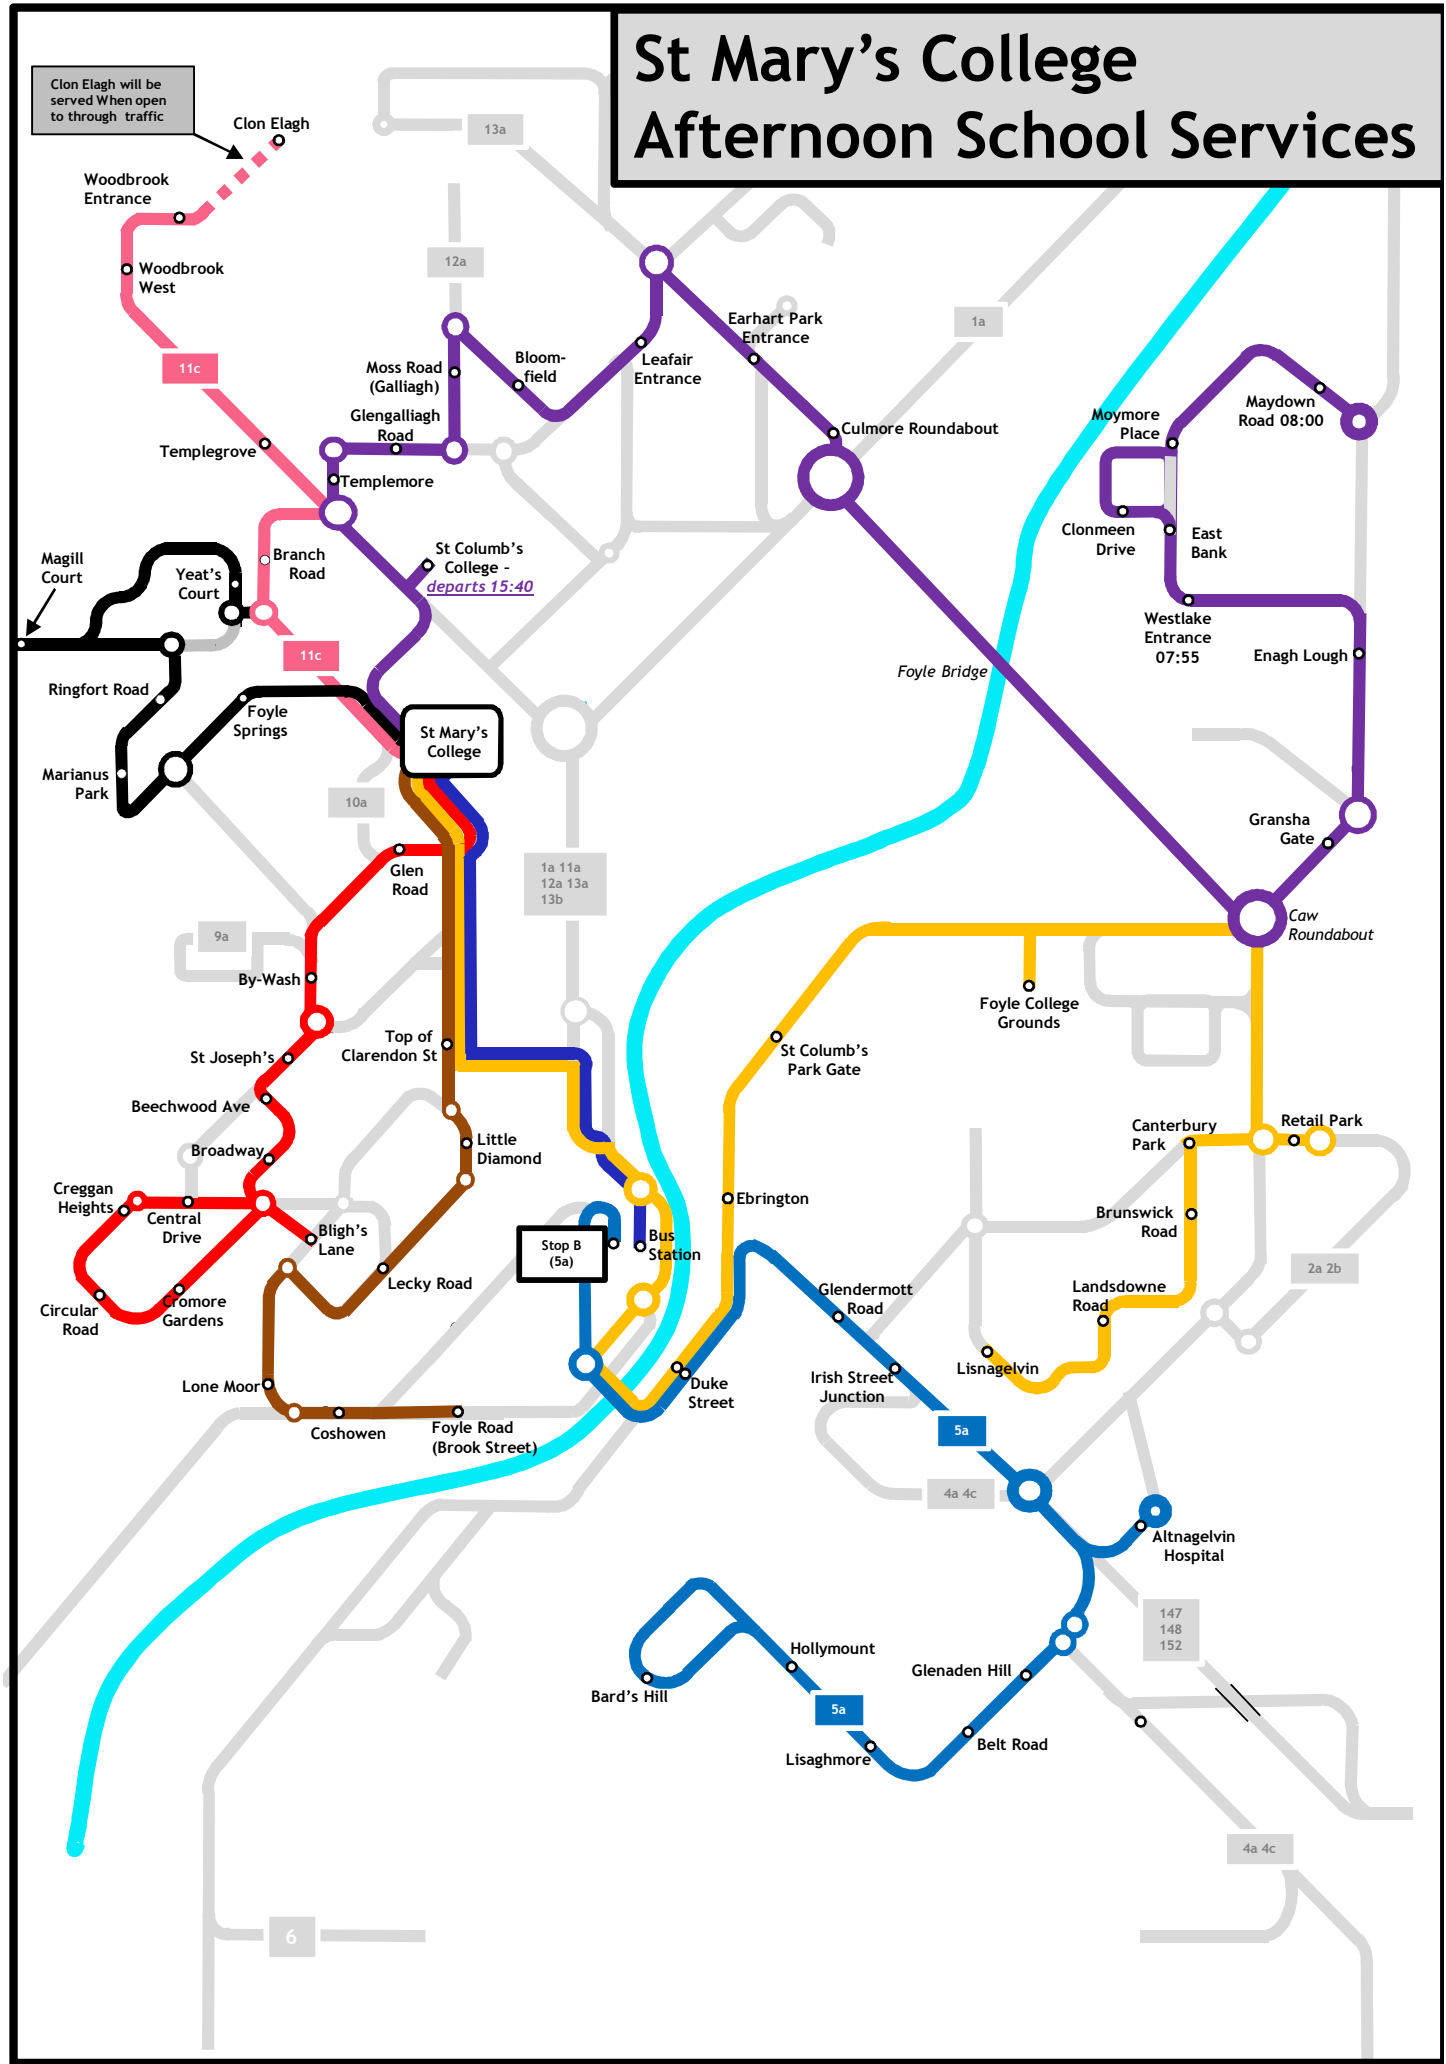 St Mary's College
Afternoon School Services
Clon Elagh will be
served When open
to through traffic
Clon Elagh
13a
Woodbrook
Entrance
Woodbrook
West
12a
11c
Earhart Park
Entrance
1a
Moss Road
(Galliagh)
Bloom-
field
Leafair
Entrance
Glengalliagh
Road
Culmore Roundabout
Moymore
Place
Maydown
Road 08:00
Templegrove
Templemore
Clonmeen
Drive
East
Bank
Magill
Court
Yeat's
Court
Branch
Road
St Columb's
College –
departs 15:40
Westlake
Entrance
07:55
Enagh Lough
11c
Foyle Bridge
Ringfort Road
Foyle
Springs
St Mary's
College
Marianus
Park
10a
Gransha
Gate
Glen
Road
1a 11a
12a 13a
13b
Caw
Roundabout
9a
By-Wash
Foyle College
Grounds
St Joseph's
Top of
Clarendon St
St Columb's
Park Gate
Beechwood Ave
Broadway
Little
Diamond
Canterbury
Park
Retail Park
Creggan
Heights
Central
Drive
Bligh's
Lane
Ebrington
Brunswick
Road
Stop B
(5a)
Bus
Station
2a 2b
Circular
Road
Cromore
Gardens
Lecky Road
Glendermott
Road
Landsdowne
Road
Lisnagelvin
Lone Moor
Duke
Street
Irish Street
Junction
Coshowen
Foyle Road
(Brook Street)
5a
4a 4c
Altnagelvin
Hospital
147
148
152
Hollymount
Glenaden Hill
Bard's Hill
5a
Lisaghmore
Belt Road
4a 4c
6